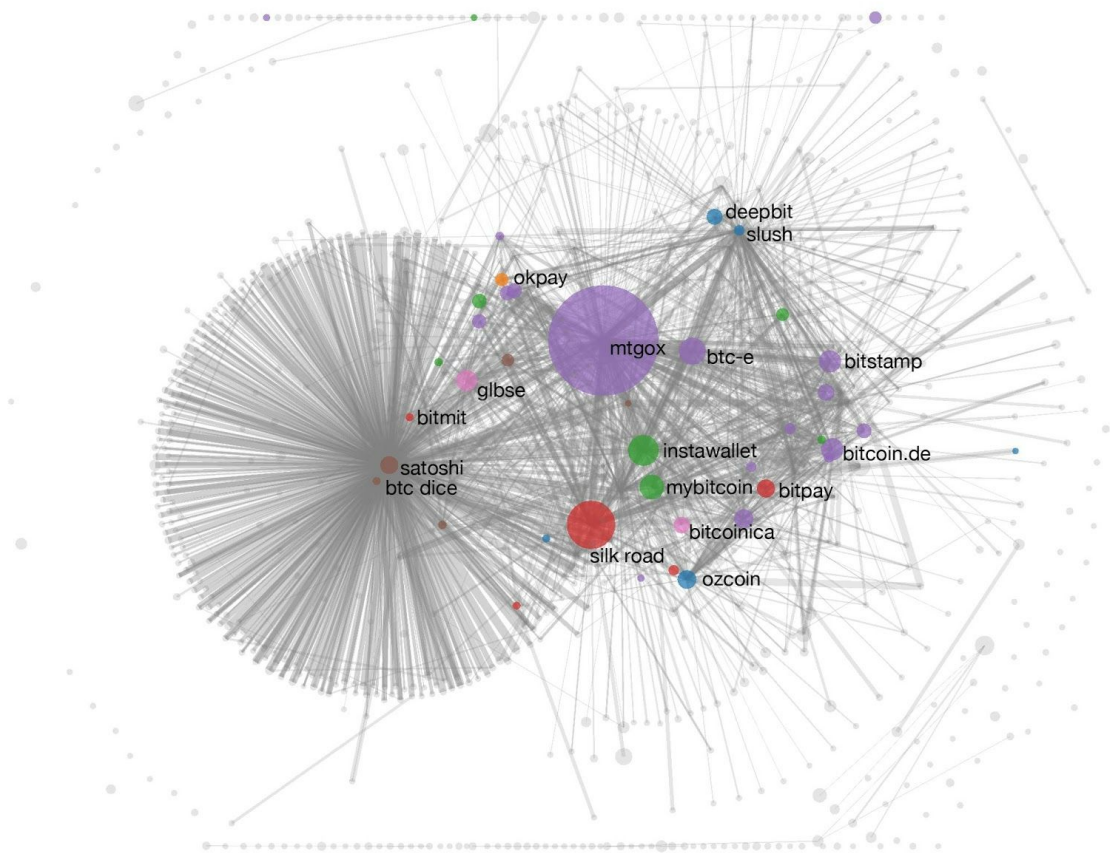 deepbit
slush
okpay
mtgox
btc-e
bitstamp
glbse
bitmit
instawallet
bitcoin.de
satoshi
btc dice
mybitcoin
bitpay
bitcoinica
silk road
ozcoin